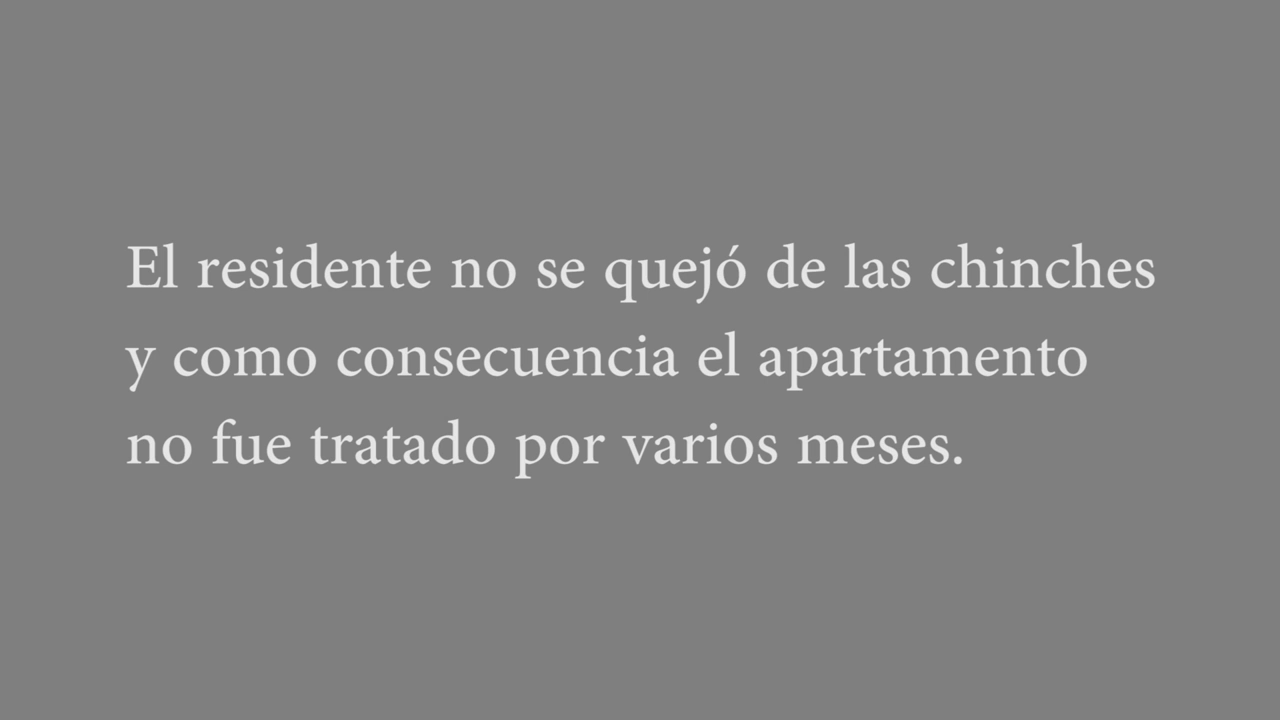 El residente no se quejó de las chinches
y como consecuencia el apartamento
no fue tratado por varios meses.